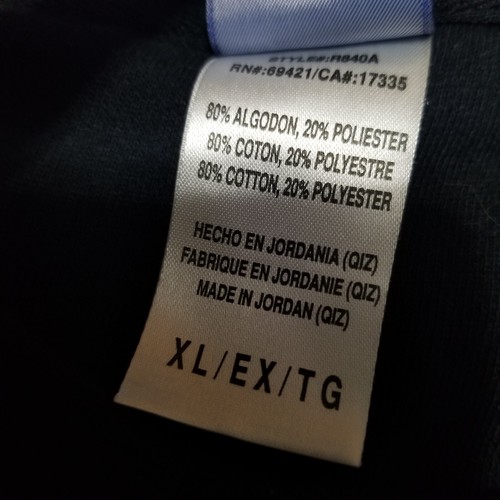 STYLE#:R640A
RN#:69421/CA#:17335
80% ALGODON, 20% POLIESTER
80% COTON, 20% POLYESTRE
80% COTTON, 20% POLYESTER
HECHO EN JORDANIA (QIZ)
FABRIQUE EN JORDANIE (QIZ)
MADE IN JORDAN (QIZ)
XL/EX/TG